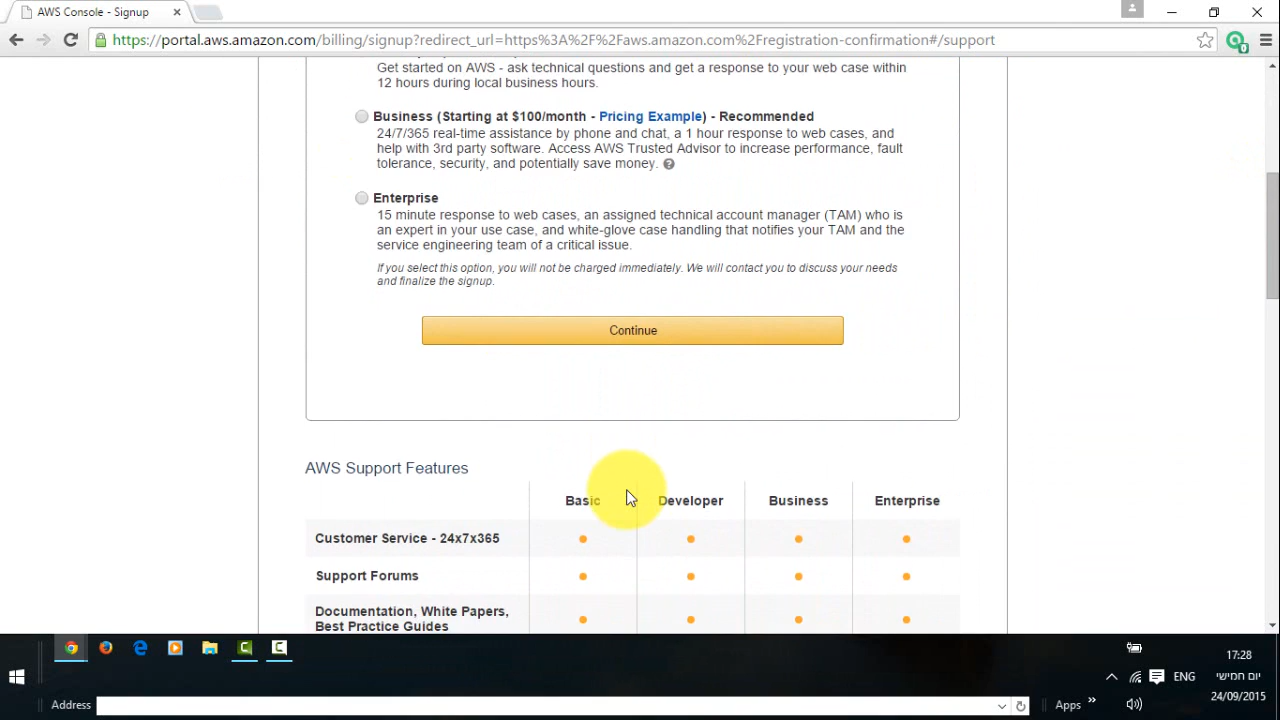 AWS Console - Signup
https://portal.aws.amazon.com/billing/signup?redirect_url=https%3A%2F%2Faws.amazon.com%2Fregistration-confirmation#/support
Get started on AWS - ask technical questions and get a response to your web case within
12 hours during local business hours.
Business (Starting at $100/month - Pricing Example) - Recommended
24/7/365 real-time assistance by phone and chat, a 1 hour response to web cases, and
help with 3rd party software. Access AWS Trusted Advisor to increase performance, fault
tolerance, security, and potentially save money.
Enterprise
15 minute response to web cases, an assigned technical account manager (TAM) who is
an expert in your use case, and white-glove case handling that notifies your TAM and the
service engineering team of a critical issue.
If you select this option, you will not be charged immediately. We will contact you to discuss your needs
and finalize the signup.
Continue
AWS Support Features
Basic Developer Business Enterprise
Customer Service - 24x7x365
Support Forums
Documentation, White Papers,
Best Practice Guides
17:28
ENG יום חמישי
24/09/2015
Address Apps